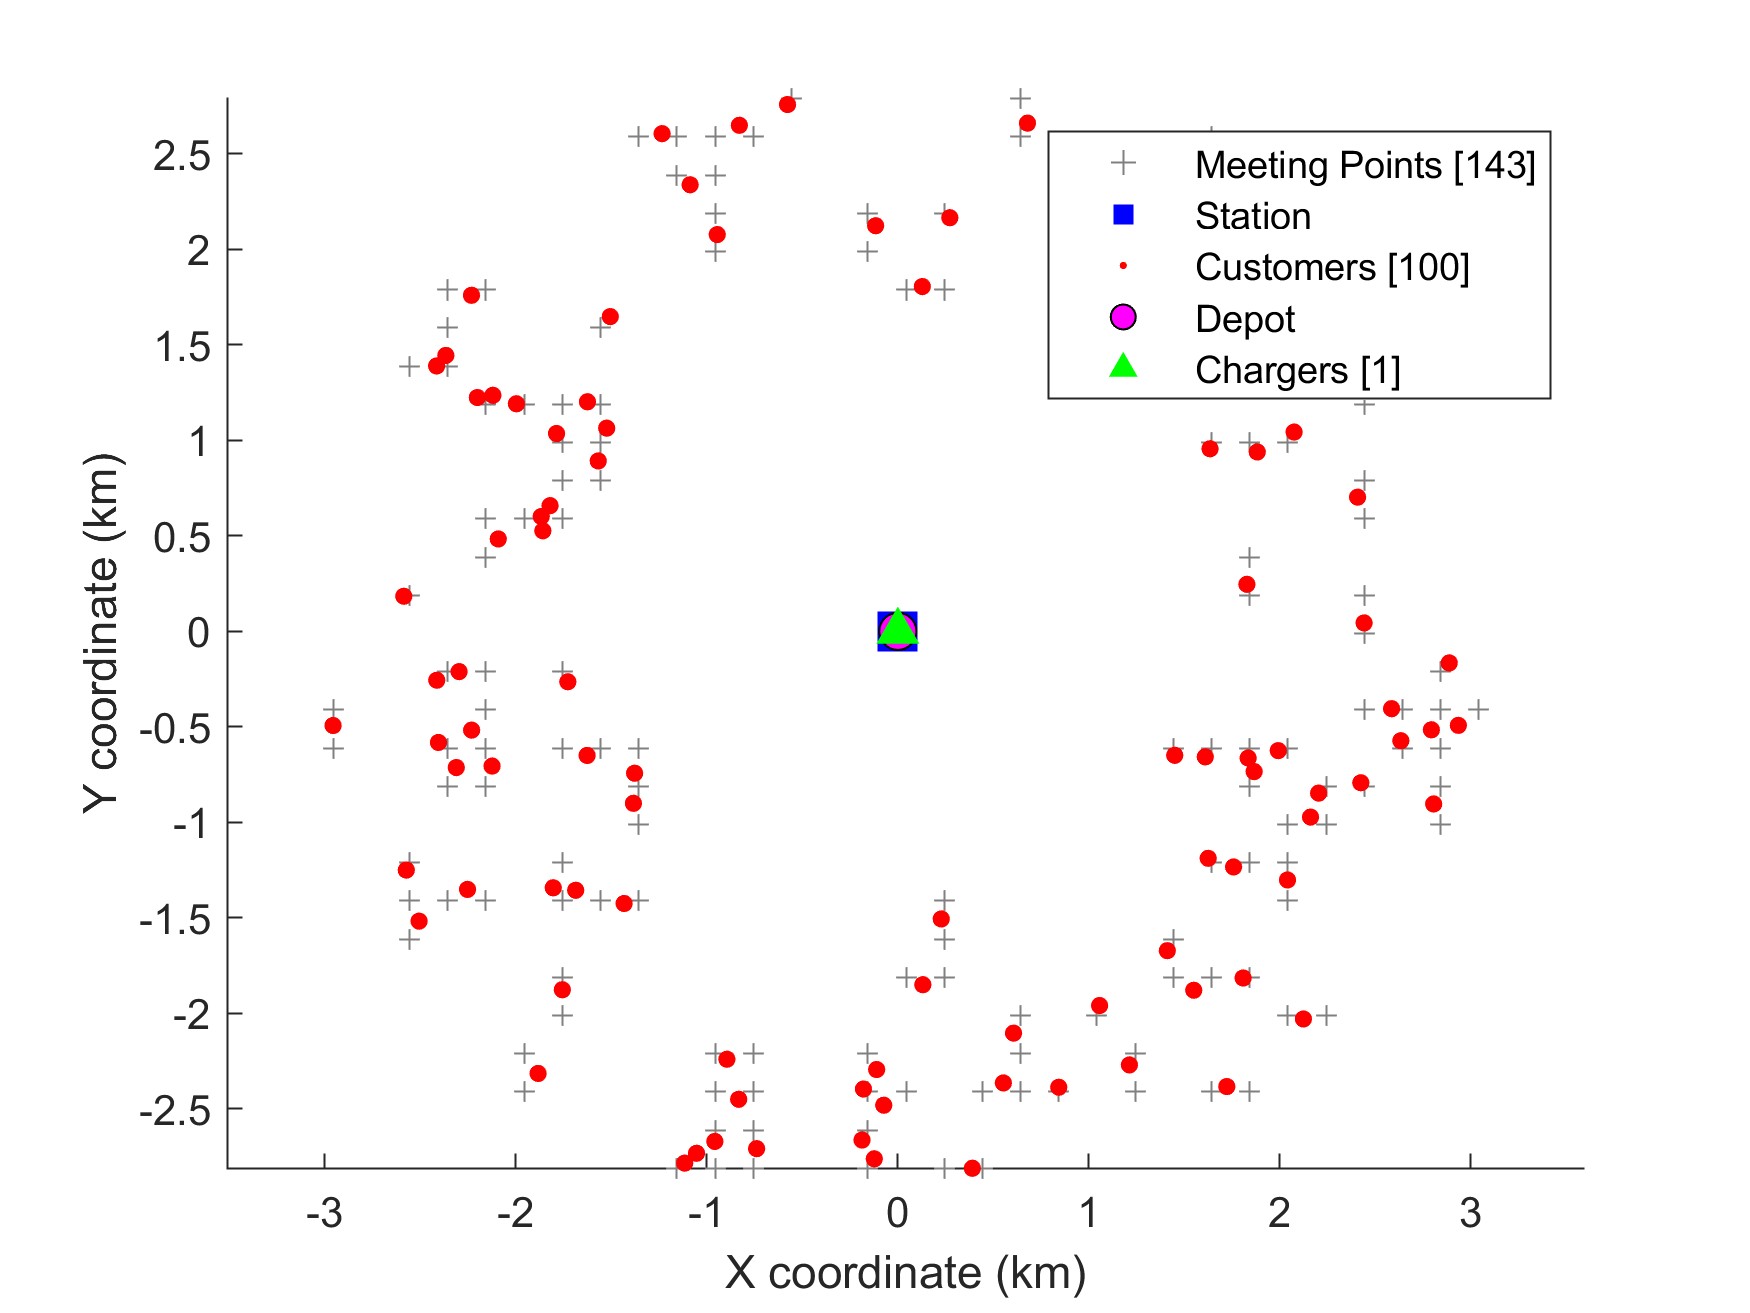 2.5
2
1.5
1
0.5
0
-0.5
-1
-1.5
-2
-2.5
Y coordinate (km)
Meeting Points [143]
Station
Customers [100]
Depot
Chargers [1]
-3
-2
-1
0
1
2
3
X coordinate (km)